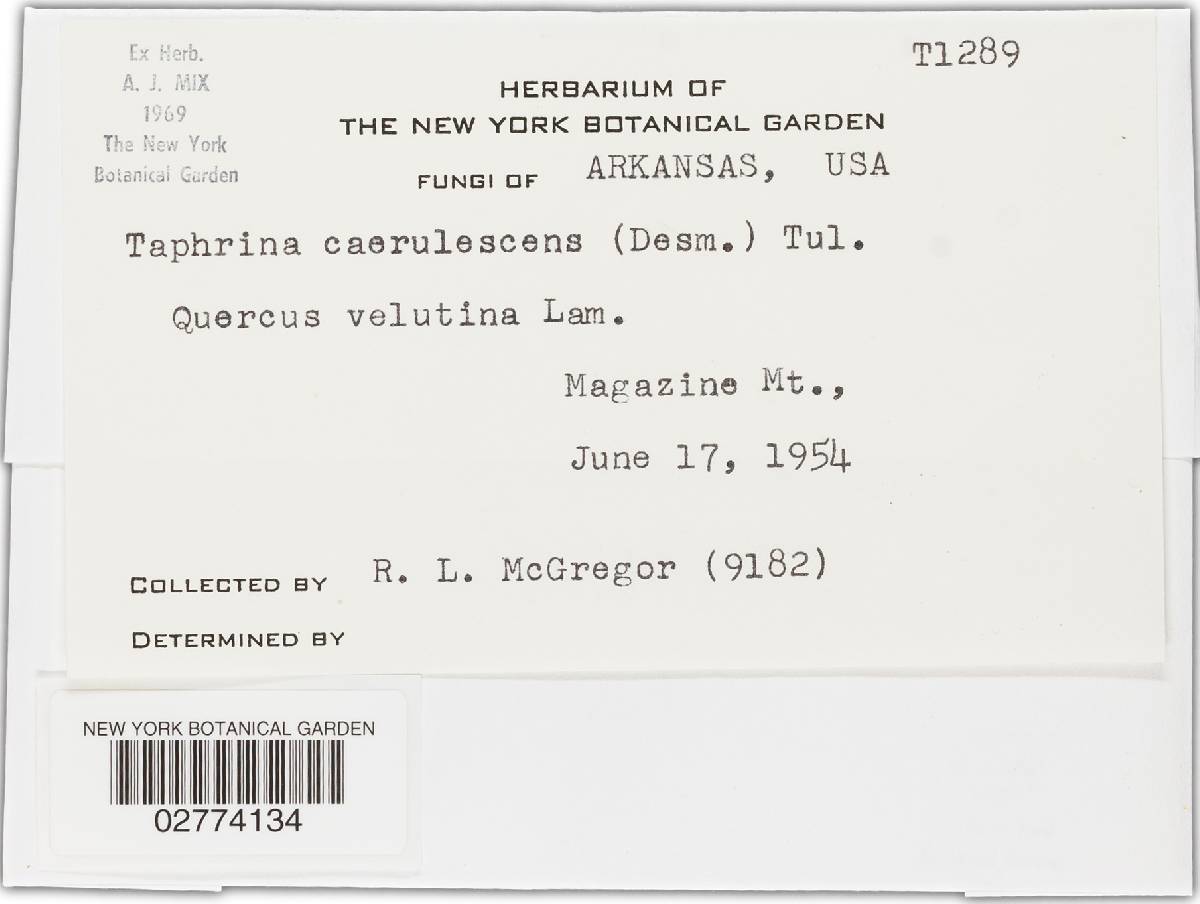 Ex Herb.
A. J. MIX
1969
The New York
Botanical Garden
T1289
HERBARIUM OF
THE NEW YORK BOTANICAL GARDEN
FUNGI OF ARKANSAS, USA
Taphrina caerulescens (Desm.) Tul.
Quercus velutina Lam.
Magazine Mt.,
June 17, 1954
COLLECTED BY R. L. McGregor (9182)
DETERMINED BY
NEW YORK BOTANICAL GARDEN
02774134